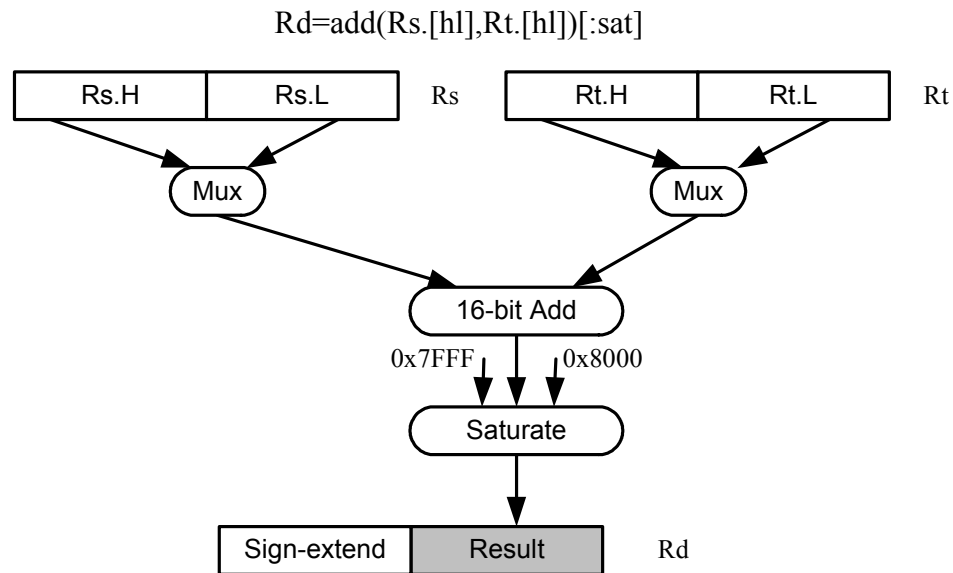 Rd=add(Rs.[hl],Rt.[hl])[:sat]
Rs.H Rs.L Rs Rt.H Rt.L Rt
Mux Mux
16-bit Add
0x7FFF 0x8000
Saturate
Sign-extend Result Rd